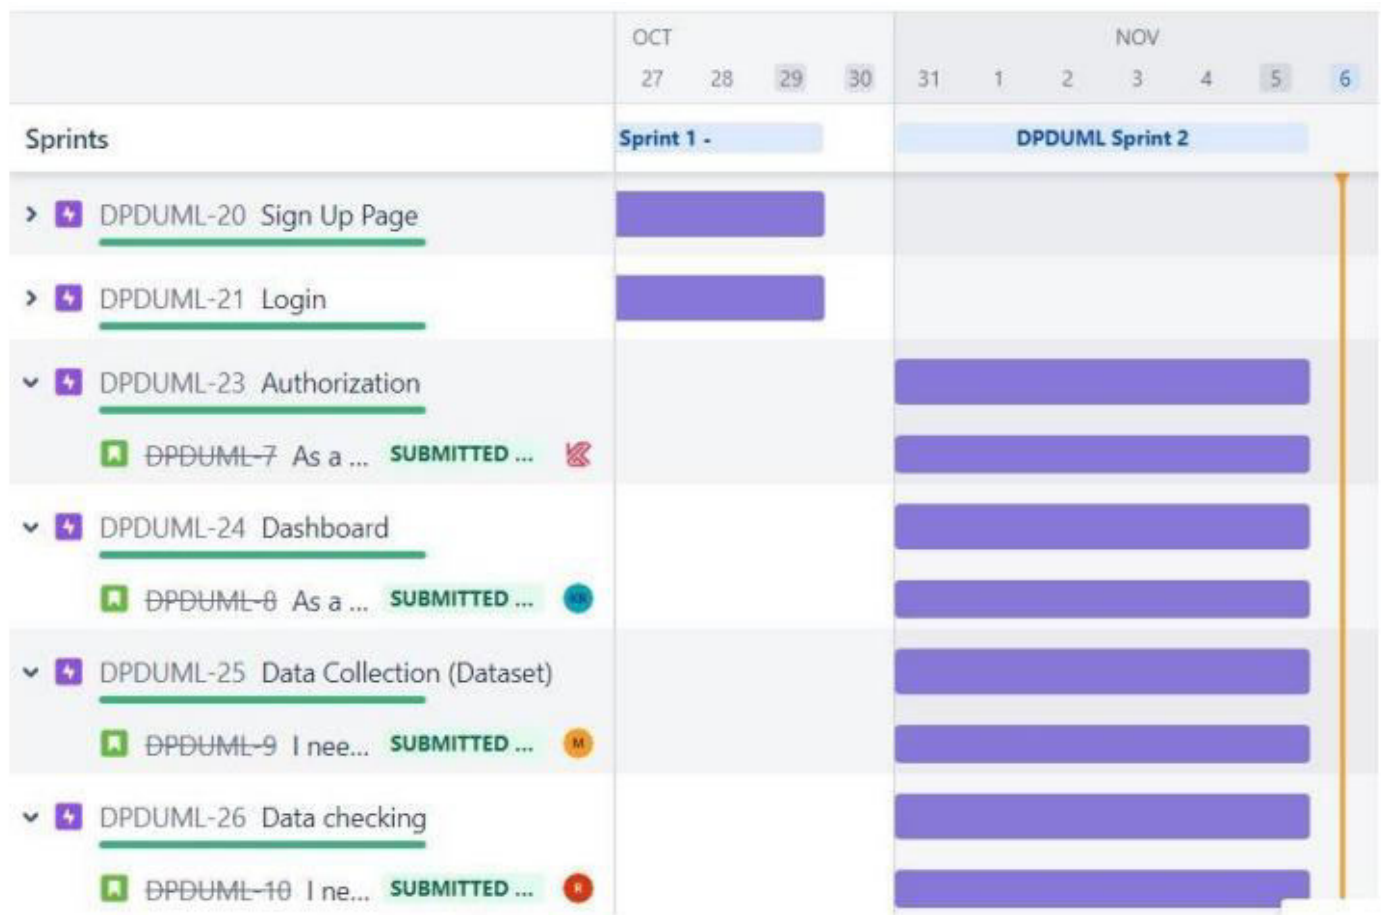 OCT NOV
27 28 29 30 31 1 2 3 4 5 6
Sprints Sprint 1 - DPDUML Sprint 2
DPDUML-20 Sign Up Page
DPDUML-21 Login
DPDUML-23 Authorization
DPDUML-7 As a ... SUBMITTED ...
DPDUML-24 Dashboard
DPDUML-8 As a ... SUBMITTED ...
DPDUML-25 Data Collection (Dataset)
DPDUML-9 I nee... SUBMITTED ... M
DPDUML-26 Data checking
DPDUML-10 I ne... SUBMITTED ... R